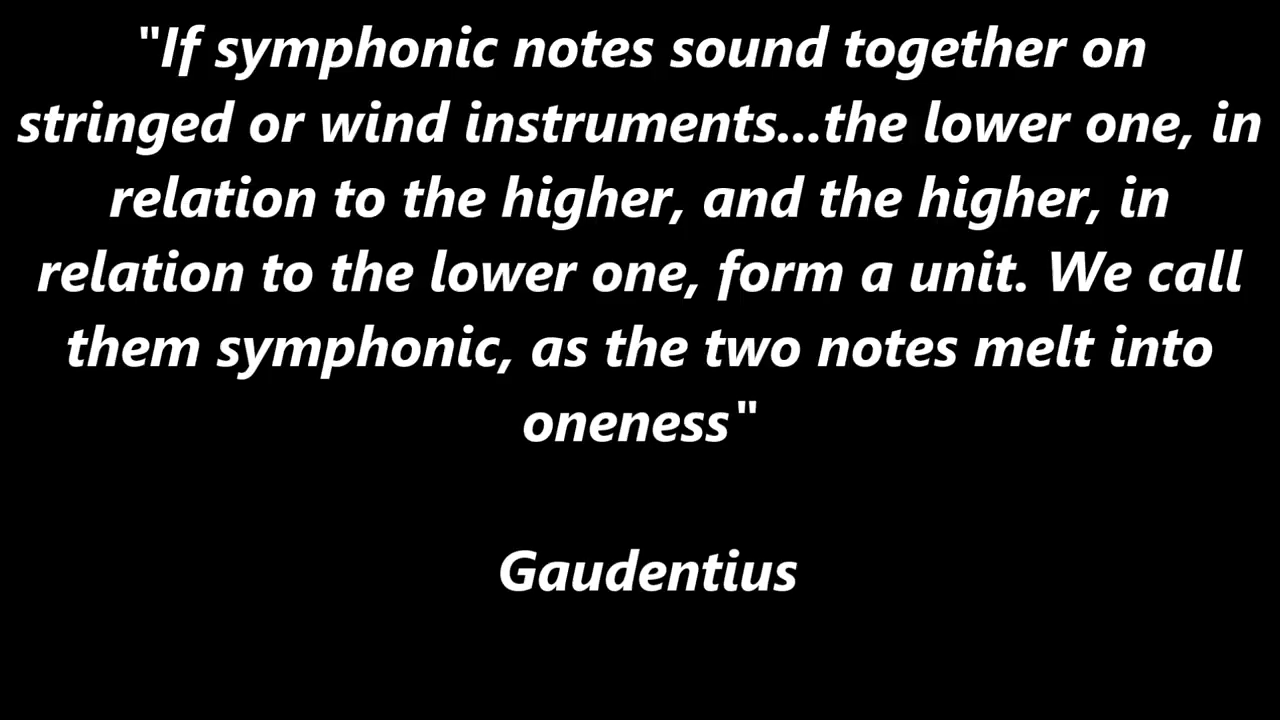 "If symphonic notes sound together on
stringed or wind instruments...the lower one, in
relation to the higher, and the higher, in
relation to the lower one, form a unit. We call
them symphonic, as the two notes melt into
oneness"
Gaudentius